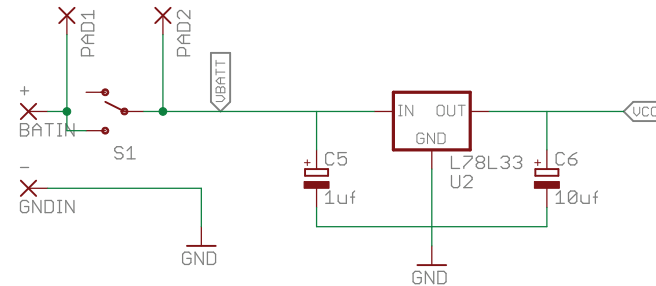 PAD1
PAD2
VBATT
+
BATIN
S1
-
GNDIN
GND
+
C5
1uf
IN
OUT
GND
L78L33
U2
GND
+
C6
10uf
VCC